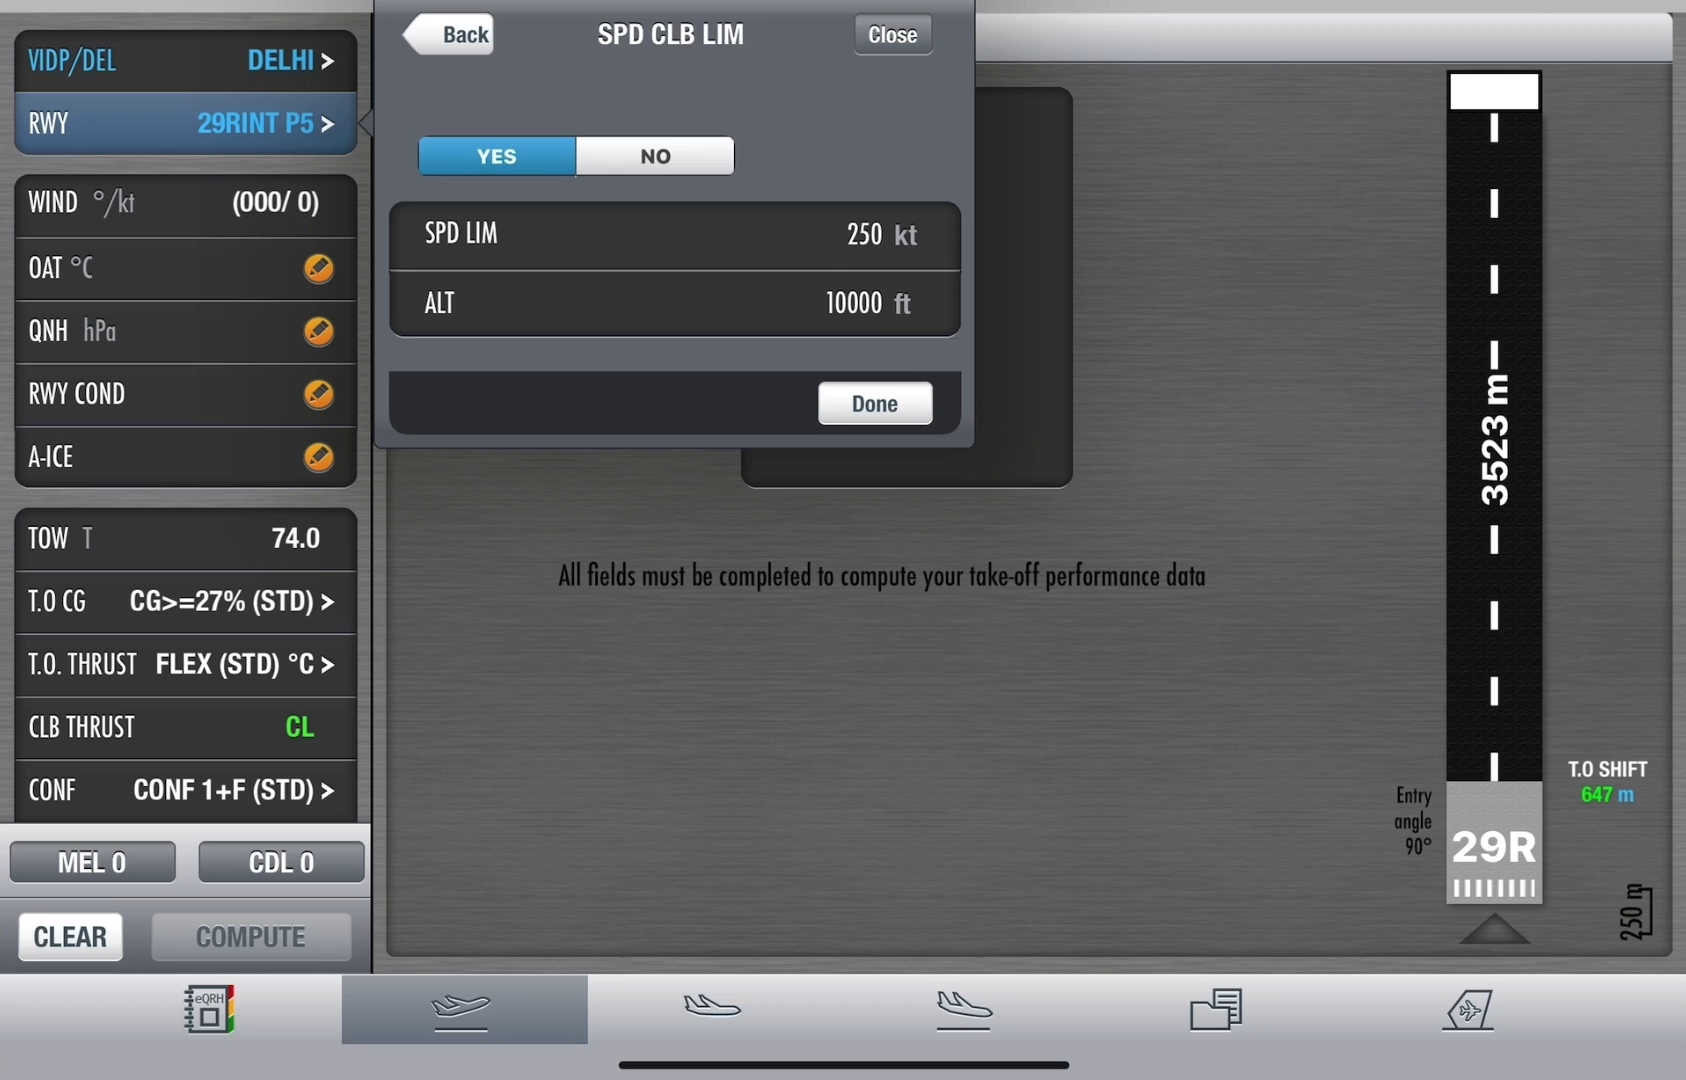 VIDP/DEL DELHI >
RWY 29RINT P5 >
WIND °/kt (000/ 0)
OAT °C
QNH hPa
RWY COND
A-ICE
TOW T 74.0
T.O CG CG>=27% (STD) >
T.O. THRUST FLEX (STD) °C >
CLB THRUST CL
CONF CONF 1+F (STD) >
MEL 0 CDL 0
CLEAR COMPUTE
Back SPD CLB LIM Close
YES NO
SPD LIM 250 kt
ALT 10000 ft
Done
All fields must be completed to compute your take-off performance data
3523 m
T.O SHIFT
647 m
Entry
angle
90°
29R
250 m
eQRH